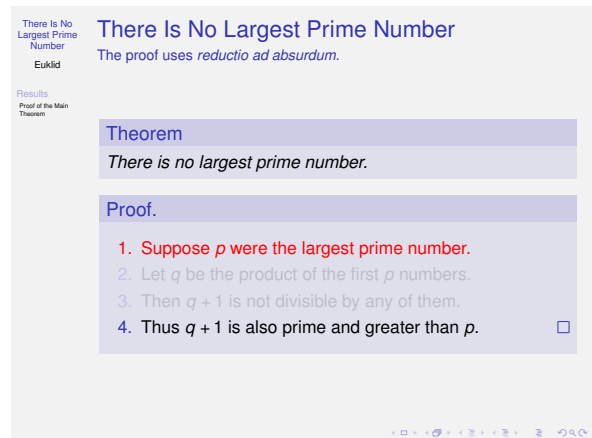 There Is No
Largest Prime
Number
Euklid
Results
Proof of the Main
Theorem
There Is No Largest Prime Number
The proof uses reductio ad absurdum.
Theorem
There is no largest prime number.
Proof.
1. Suppose p were the largest prime number.
2. Let q be the product of the first p numbers.
3. Then q + 1 is not divisible by any of them.
4. Thus q + 1 is also prime and greater than p. □